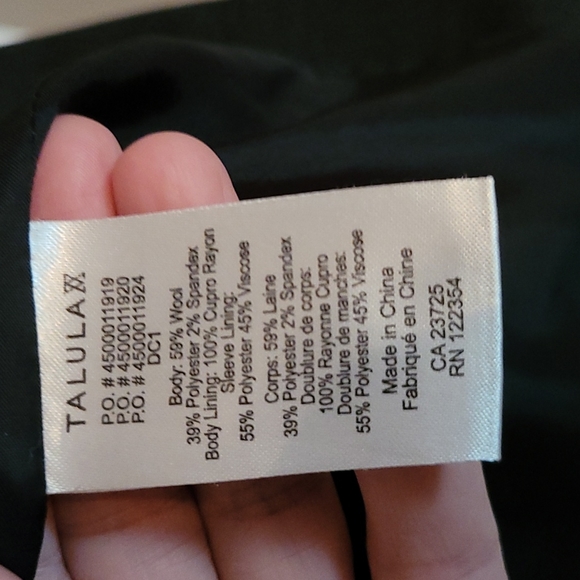 TALULA
P.O. # 4500011919
P.O. # 4500011920
P.O. # 4500011924
DC1
Body: 59% Wool
39% Polyester 2% Spandex
Body Lining: 100% Cupro Rayon
Sleeve Lining:
55% Polyester 45% Viscose
Corps: 59% Laine
39% Polyester 2% Spandex
Doublure de corps:
100% Rayonne Cupro
Doublure de manches:
55% Polyester 45% Viscose
Made in China
Fabriqué en Chine
CA 23725
RN 122354